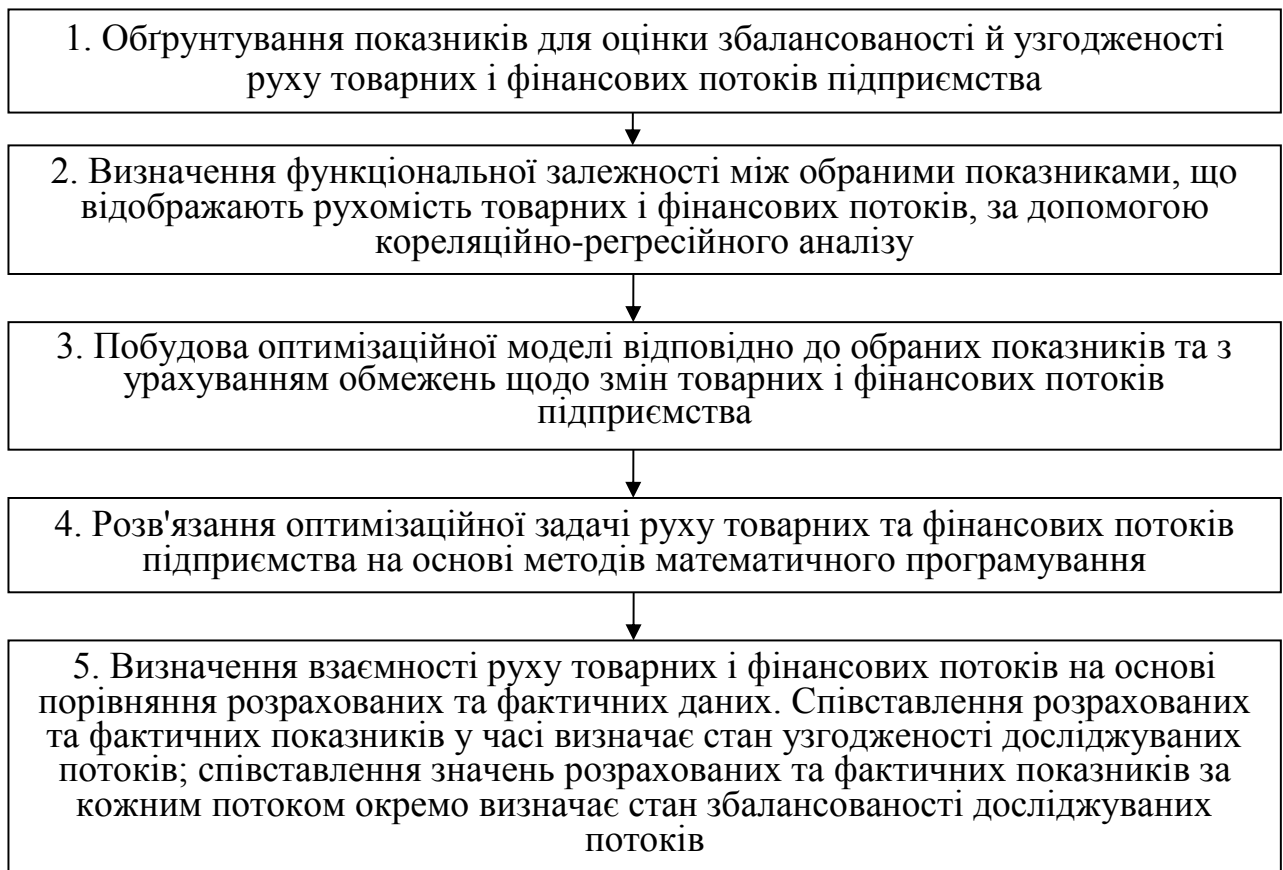 1. Обґрунтування показників для оцінки збалансованості й узгодженості
руху товарних і фінансових потоків підприємства
2. Визначення функціональної залежності між обраними показниками, що
відображають рухомість товарних і фінансових потоків, за допомогою
кореляційно-регресійного аналізу
3. Побудова оптимізаційної моделі відповідно до обраних показників та з
урахуванням обмежень щодо змін товарних і фінансових потоків
підприємства
4. Розв'язання оптимізаційної задачі руху товарних та фінансових потоків
підприємства на основі методів математичного програмування
5. Визначення взаємності руху товарних і фінансових потоків на основі
порівняння розрахованих та фактичних даних. Співставлення розрахованих
та фактичних показників у часі визначає стан узгодженості досліджуваних
потоків; співставлення значень розрахованих та фактичних показників за
кожним потоком окремо визначає стан збалансованості досліджуваних
потоків